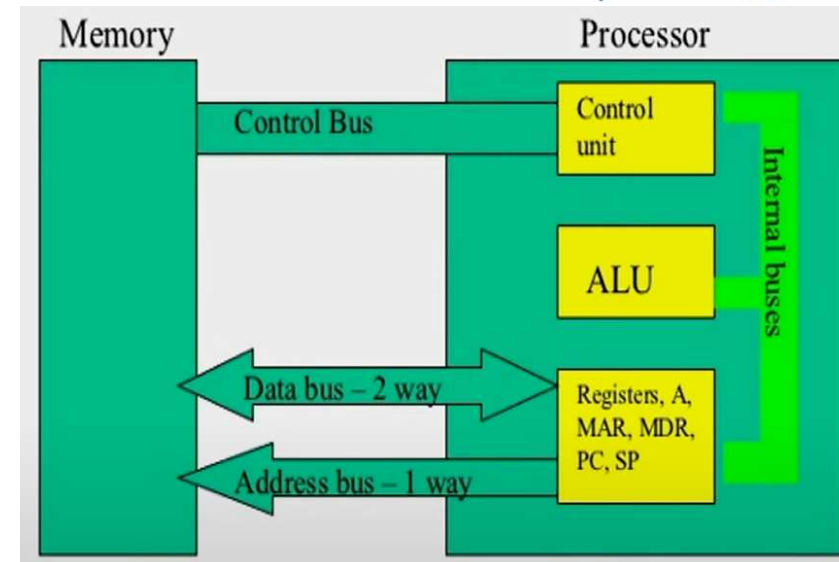 Memory
Processor
Control Bus
Control
unit
ALU
Internal buses
Data bus – 2 way
Registers, A,
MAR, MDR,
PC, SP
Address bus – 1 way